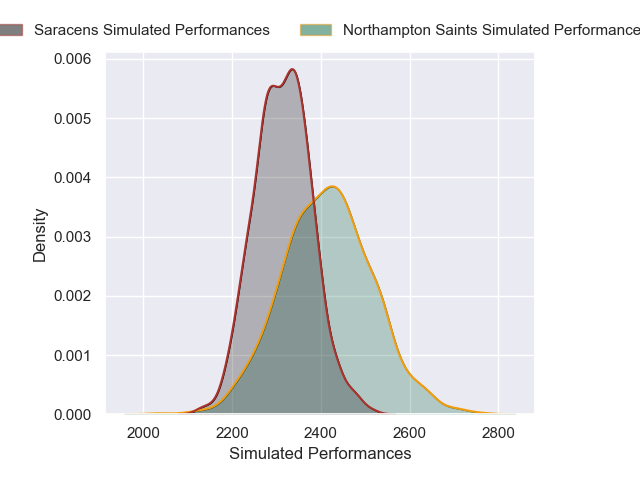 Saracens Simulated Performances Northampton Saints Simulated Performance
0.006
0.005
0.004
0.003
0.002
0.001
0.000
Density
2000 2200 2400 2600 2800
Simulated Performances